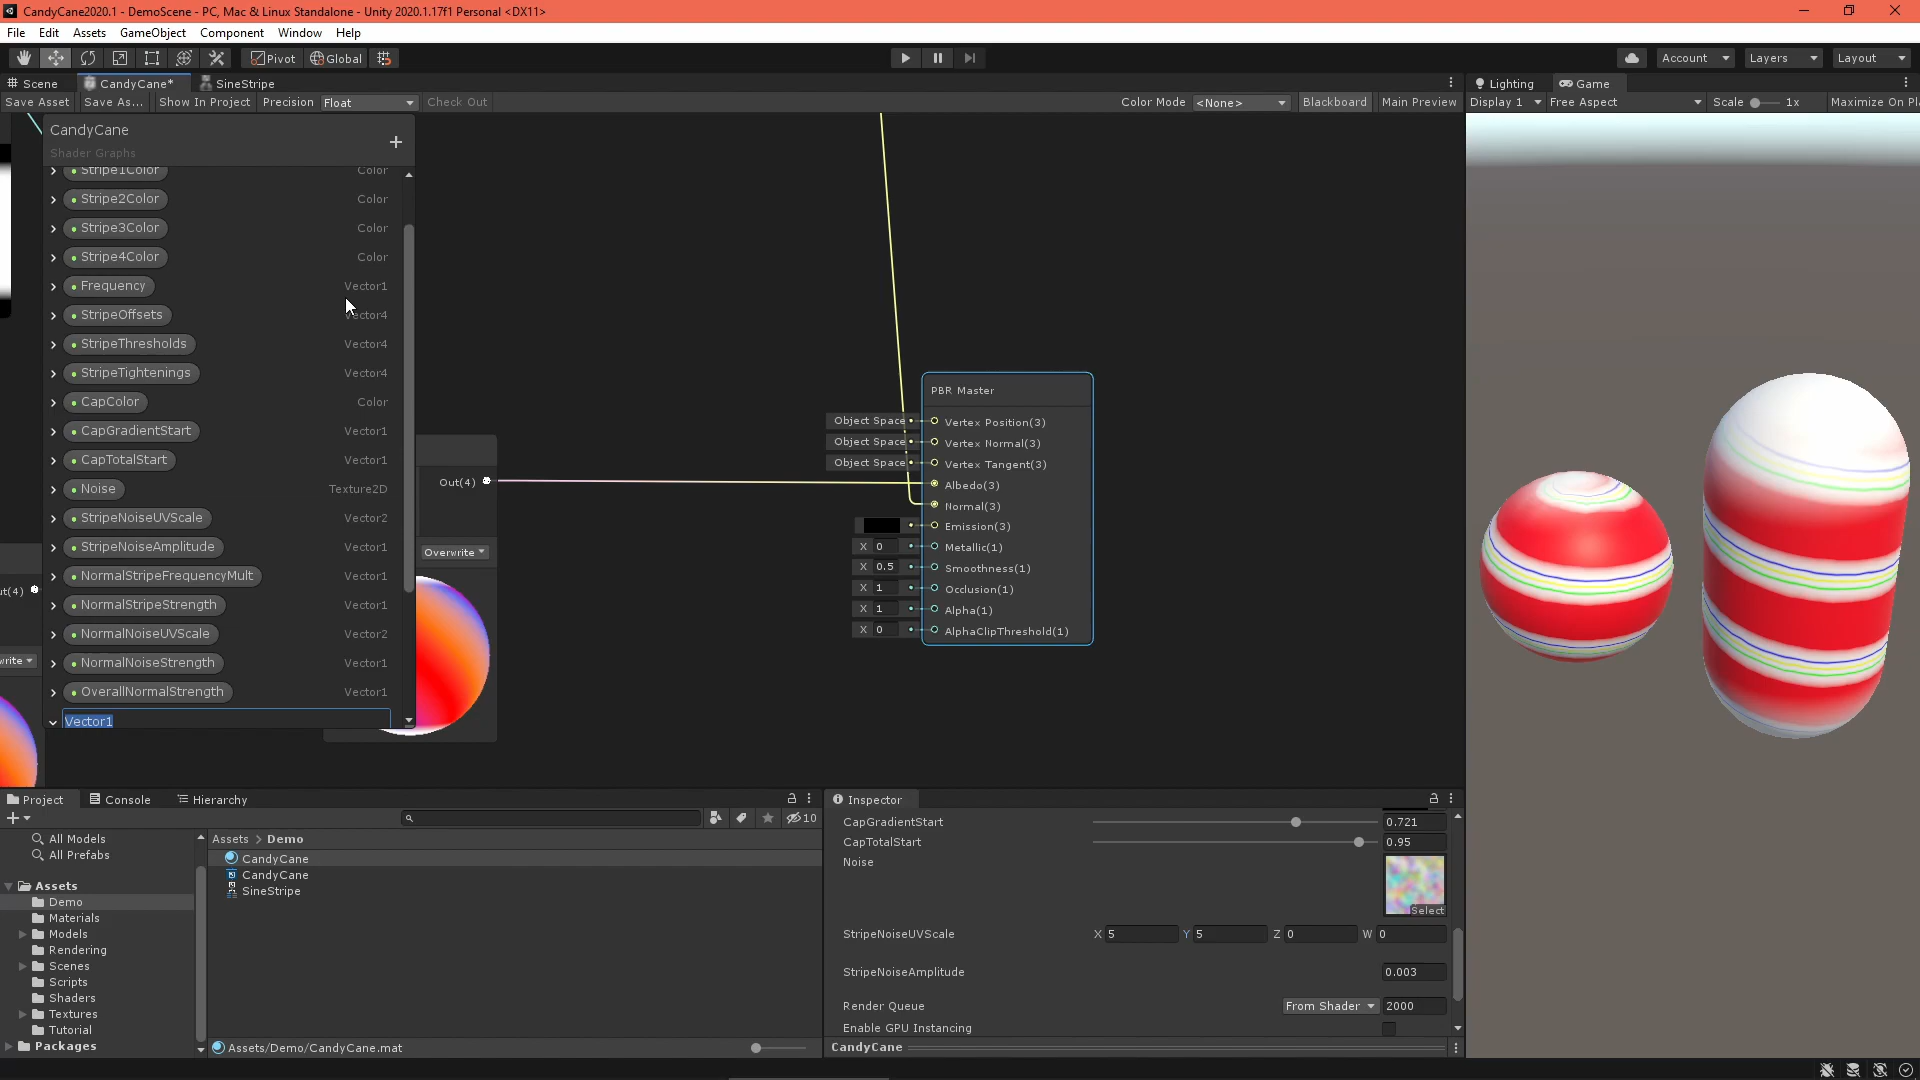 CandyCane2020.1 - DemoScene - PC, Mac & Linux Standalone - Unity 2020.1.17f1 Personal <DX11>
File Edit Assets GameObject Component Window Help
Pivot Global Account Layers Layout
Scene CandyCane* SineStripe Lighting Game
Save Asset Save As... Show In Project Precision Float Check Out Color Mode <None> Blackboard Main Preview Display 1 Free Aspect Scale 1x Maximize On Pl
CandyCane
Shader Graphs
Stripe1Color Color
Stripe2Color Color
Stripe3Color Color
Stripe4Color Color
Frequency Vector1
StripeOffsets Vector4
StripeThresholds Vector4
StripeTightenings Vector4
CapColor Color
CapGradientStart Vector1
CapTotalStart Vector1
Noise Texture2D
StripeNoiseUVScale Vector2
StripeNoiseAmplitude Vector1
NormalStripeFrequencyMult Vector1
NormalStripeStrength Vector1
NormalNoiseUVScale Vector2
NormalNoiseStrength Vector1
OverallNormalStrength Vector1
Vector1
ut(4)
write
Out(4)
Overwrite
PBR Master
Object Space Vertex Position(3)
Object Space Vertex Normal(3)
Object Space Vertex Tangent(3)
Albedo(3)
Normal(3)
Emission(3)
X 0 Metallic(1)
X 0.5 Smoothness(1)
X 1 Occlusion(1)
X 1 Alpha(1)
X 0 AlphaClipThreshold(1)
Project Console Hierarchy
10
All Models
All Prefabs
Assets
Demo
Materials
Models
Rendering
Scenes
Scripts
Shaders
Textures
Tutorial
Packages
Assets > Demo
CandyCane
CandyCane
SineStripe
Assets/Demo/CandyCane.mat
Inspector
CapGradientStart 0.721
CapTotalStart 0.95
Noise
Select
StripeNoiseUVScale X 5 Y 5 Z 0 W 0
StripeNoiseAmplitude 0.003
Render Queue From Shader 2000
Enable GPU Instancing
CandyCane